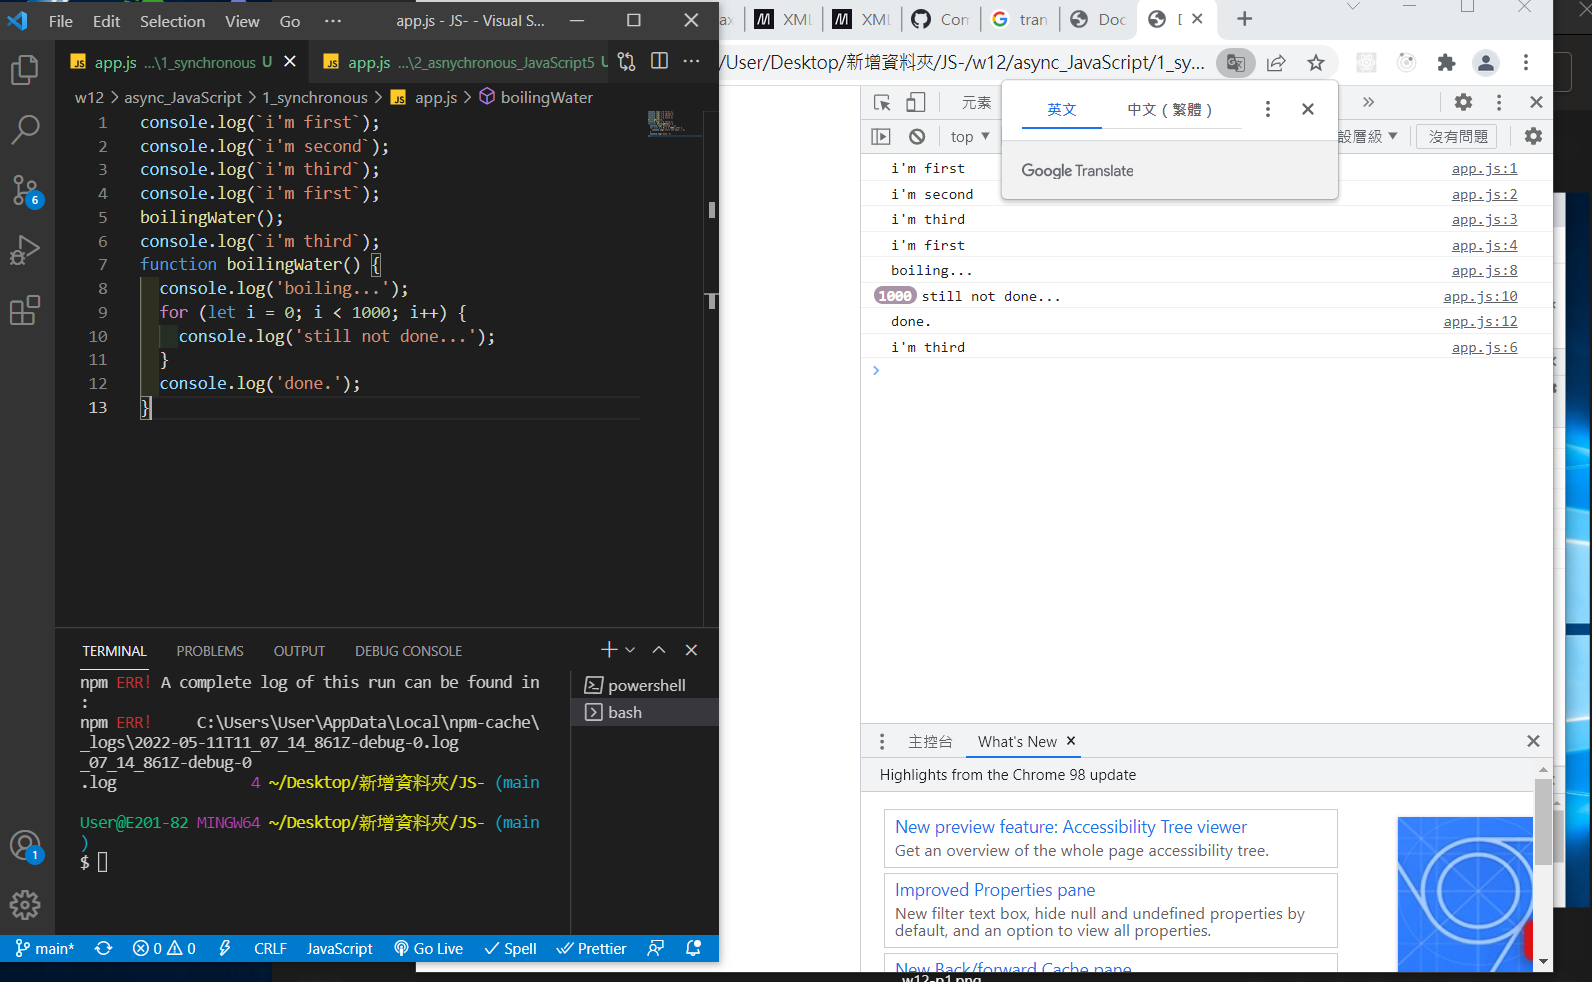 File Edit Selection View Go ··· app.js - JS- - Visual S...
app.js ...\1_synchronous U
app.js ...\2_asnychronous_JavaScript5 U
w12 > async_JavaScript > 1_synchronous > JS app.js > boilingWater
1 console.log(`i'm first`);
2 console.log(`i'm second`);
3 console.log(`i'm third`);
4 console.log(`i'm first`);
5 boilingWater();
6 console.log(`i'm third`);
7 function boilingWater() {
8 console.log('boiling...');
9 for (let i = 0; i < 1000; i++) {
10 console.log('still not done...');
11 }
12 console.log('done.');
13 }
TERMINAL PROBLEMS OUTPUT DEBUG CONSOLE
npm ERR! A complete log of this run can be found in
:
npm ERR! C:\Users\User\AppData\Local\npm-cache\
_logs\2022-05-11T11_07_14_861Z-debug-0.log
_07_14_861Z-debug-0
.log 4 ~/Desktop/新增資料夾/JS- (main
User@E201-82 MINGW64 ~/Desktop/新增資料夾/JS- (main
)
$
powershell
bash
6
1
main* 0 0 CRLF JavaScript Go Live Spell Prettier
XML XML Com tran Doc D
/User/Desktop/新增資料夾/JS-/w12/async_JavaScript/1_sy...
元素
英文 中文（繁體）
Google Translate
top 設層級 沒有問題
i'm first app.js:1
i'm second app.js:2
i'm third app.js:3
i'm first app.js:4
boiling... app.js:8
1000 still not done... app.js:10
done. app.js:12
i'm third app.js:6
主控台 What's New
Highlights from the Chrome 98 update
New preview feature: Accessibility Tree viewer
Get an overview of the whole page accessibility tree.
Improved Properties pane
New filter text box, hide null and undefined properties by
default, and an option to view all properties.
New Back/forward Cache pane
w12-p1.png